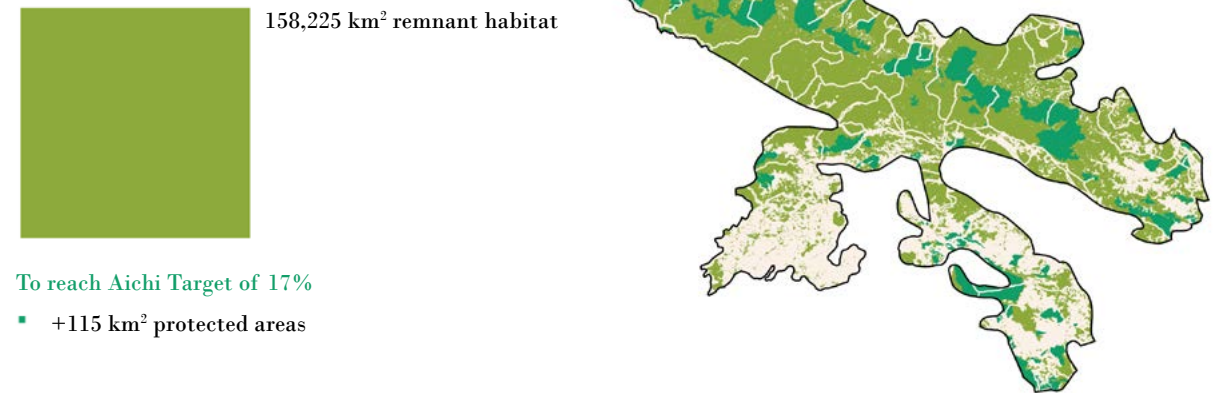 158,225 km² remnant habitat
To reach Aichi Target of 17%
+115 km² protected areas